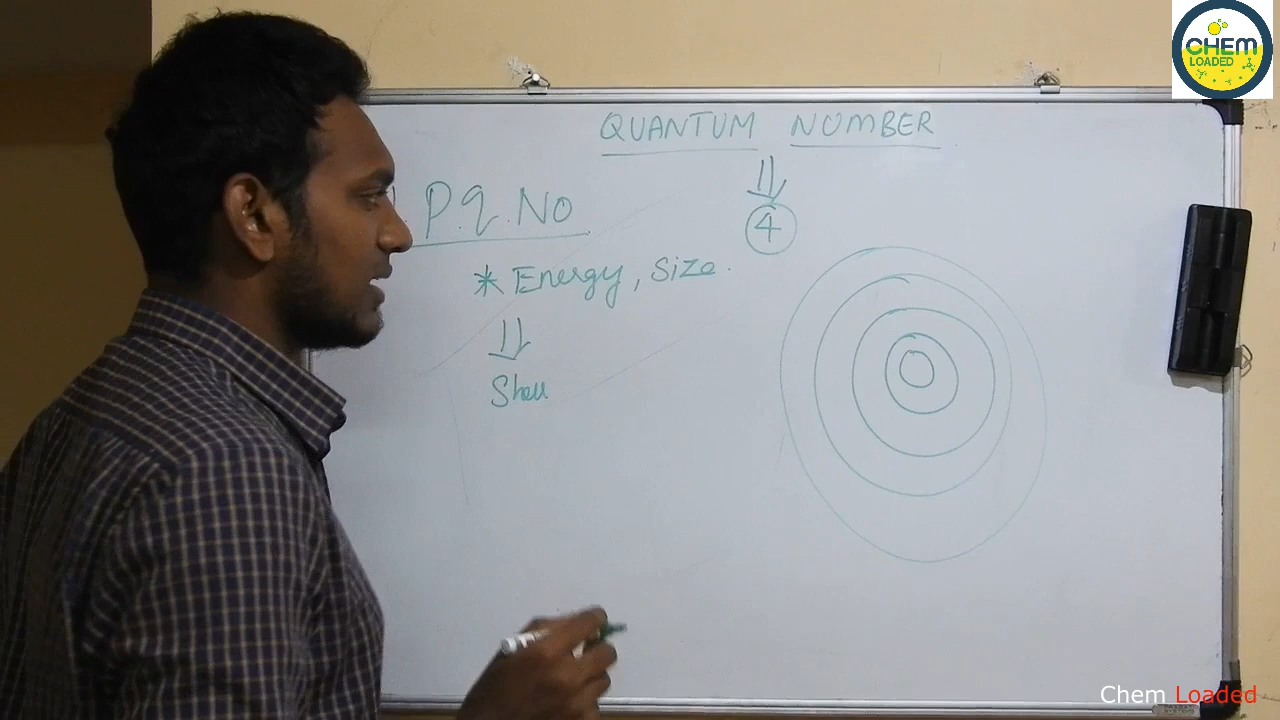 CHEM
LOADED
QUANTUM NUMBER
4
P.q.No
* Energy, Size.
Shell
Chem Loaded